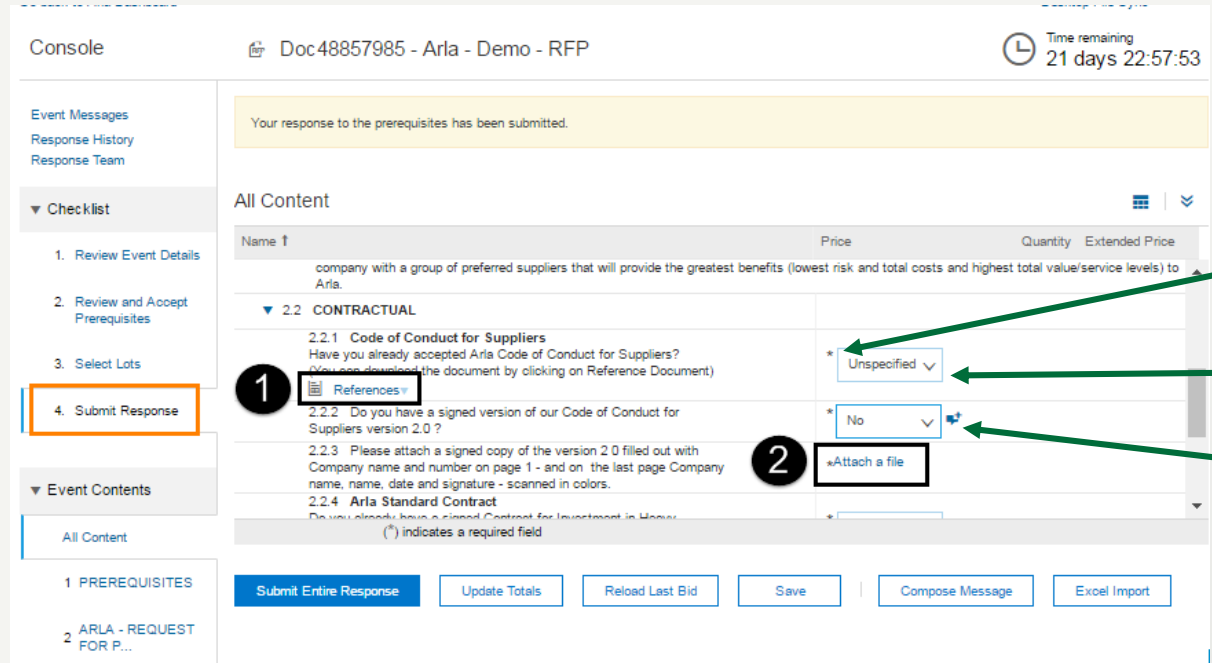 Console
Doc48857985 - Arla - Demo - RFP
Time remaining
21 days 22:57:53
Event Messages
Response History
Response Team
Your response to the prerequisites has been submitted.
▼ Checklist
1. Review Event Details
2. Review and Accept
Prerequisites
3. Select Lots
4. Submit Response
▼ Event Contents
All Content
1 PREREQUISITES
2 ARLA - REQUEST
FOR P...
All Content
Name ↑ Price Quantity Extended Price
company with a group of preferred suppliers that will provide the greatest benefits (lowest risk and total costs and highest total value/service levels) to
Arla.
▼ 2.2 CONTRACTUAL
2.2.1 Code of Conduct for Suppliers
Have you already accepted Arla Code of Conduct for Suppliers?
(You can download the document by clicking on Reference Document)
* Unspecified
1 References
2.2.2 Do you have a signed version of our Code of Conduct for
Suppliers version 2.0 ?
* No
2.2.3 Please attach a signed copy of the version 2 0 filled out with
Company name and number on page 1 - and on the last page Company
name, name, date and signature - scanned in colors.
2 *Attach a file
2.2.4 Arla Standard Contract
Do you already have a signed Contract for Investment in Heavy
(*) indicates a required field
Submit Entire Response
Update Totals
Reload Last Bid
Save
Compose Message
Excel Import